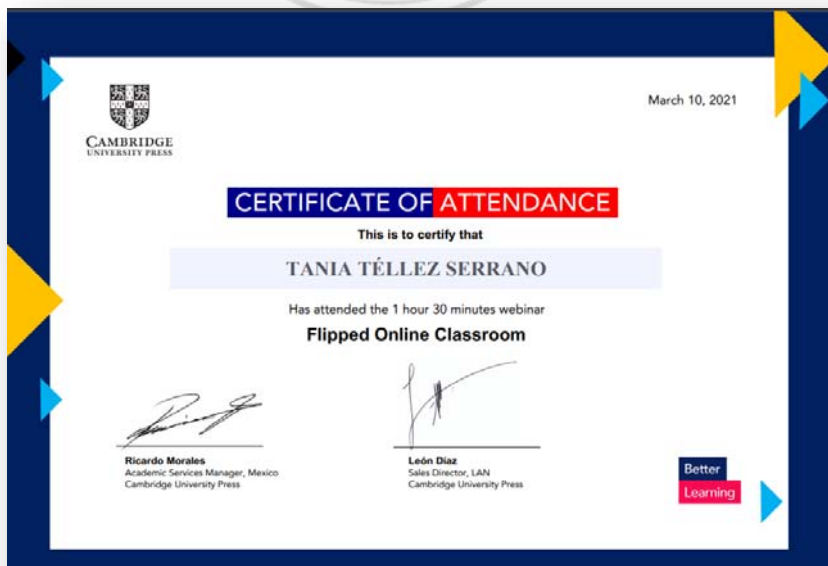 March 10, 2021
CAMBRIDGE
UNIVERSITY PRESS
CERTIFICATE OF ATTENDANCE
This is to certify that
TANIA TÉLLEZ SERRANO
Has attended the 1 hour 30 minutes webinar
Flipped Online Classroom
Ricardo Morales
Academic Services Manager, Mexico
Cambridge University Press
León Díaz
Sales Director, LAN
Cambridge University Press
Better
Learning